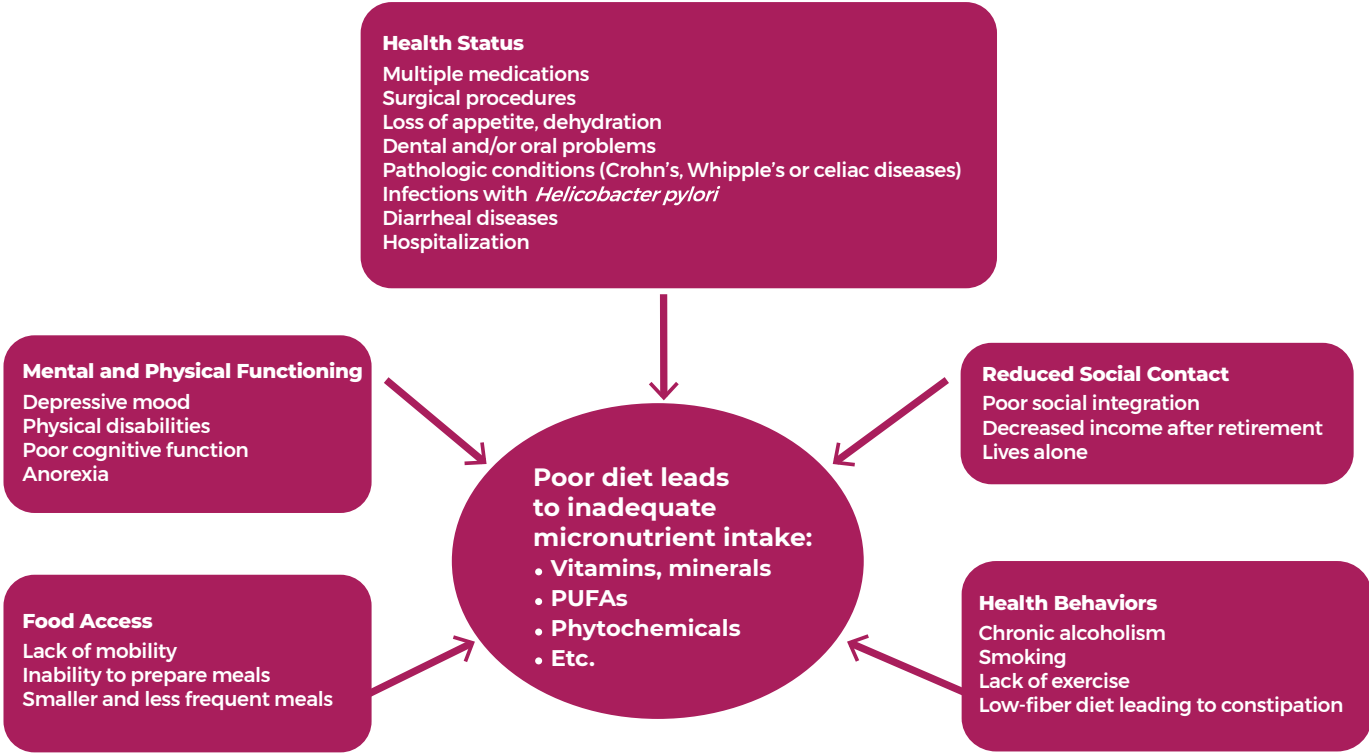 Health Status
Multiple medications
Surgical procedures
Loss of appetite, dehydration
Dental and/or oral problems
Pathologic conditions (Crohn’s, Whipple’s or celiac diseases)
Infections with Helicobacter pylori
Diarrheal diseases
Hospitalization
Mental and Physical Functioning
Depressive mood
Physical disabilities
Poor cognitive function
Anorexia
Reduced Social Contact
Poor social integration
Decreased income after retirement
Lives alone
Poor diet leads
to inadequate
micronutrient intake:
• Vitamins, minerals
• PUFAs
• Phytochemicals
• Etc.
Food Access
Lack of mobility
Inability to prepare meals
Smaller and less frequent meals
Health Behaviors
Chronic alcoholism
Smoking
Lack of exercise
Low-fiber diet leading to constipation